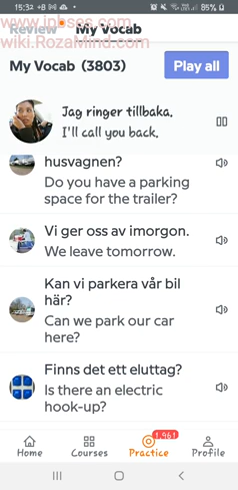 15:32
85%
www.inbses.com
Review
My Vocab
wiki.RozaMind.com
My Vocab (3803)
Play all
Jag ringer tillbaka.
I'll call you back.
husvagnen?
Do you have a parking
space for the trailer?
Vi ger oss av imorgon.
We leave tomorrow.
Kan vi parkera vår bil
här?
Can we park our car
here?
Finns det ett eluttag?
Is there an electric
hook-up?
1,961
Home
Courses
Practice
Profile